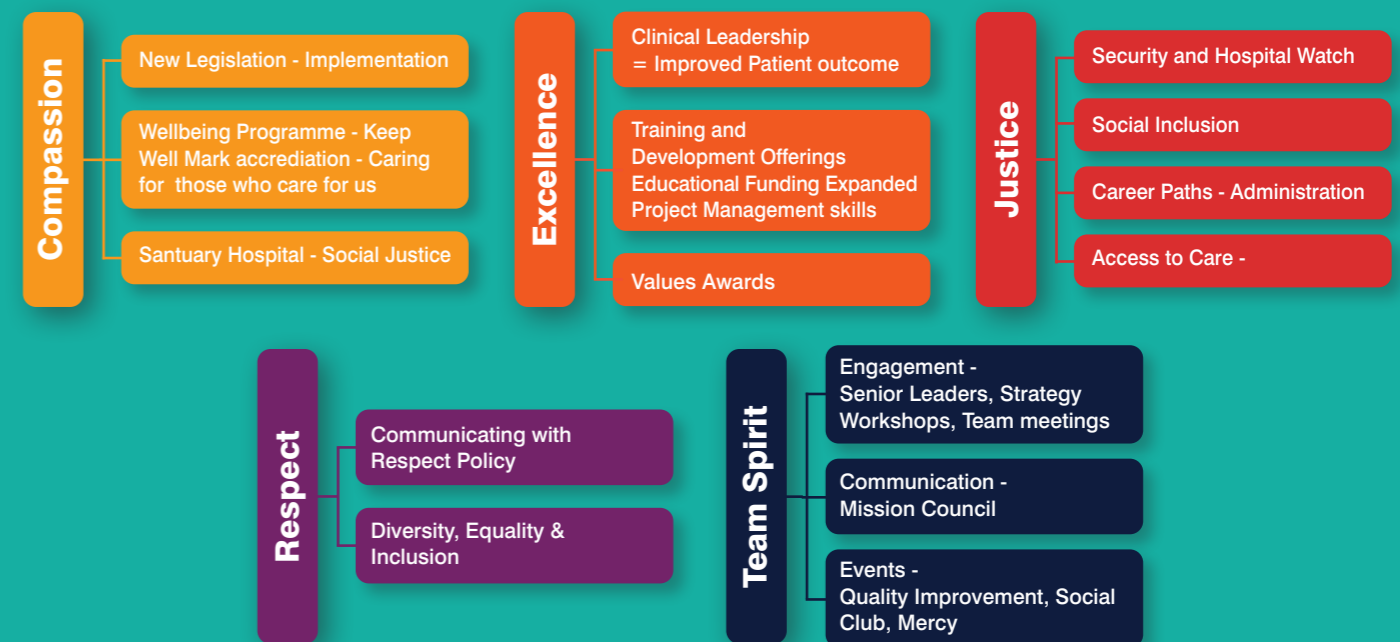 Compassion
New Legislation - Implementation
Wellbeing Programme - Keep
Well Mark accrediation - Caring
for those who care for us
Santuary Hospital - Social Justice
Excellence
Clinical Leadership
= Improved Patient outcome
Training and
Development Offerings
Educational Funding Expanded
Project Management skills
Values Awards
Justice
Security and Hospital Watch
Social Inclusion
Career Paths - Administration
Access to Care -
Respect
Communicating with
Respect Policy
Diversity, Equality &
Inclusion
Team Spirit
Engagement -
Senior Leaders, Strategy
Workshops, Team meetings
Communication -
Mission Council
Events -
Quality Improvement, Social
Club, Mercy